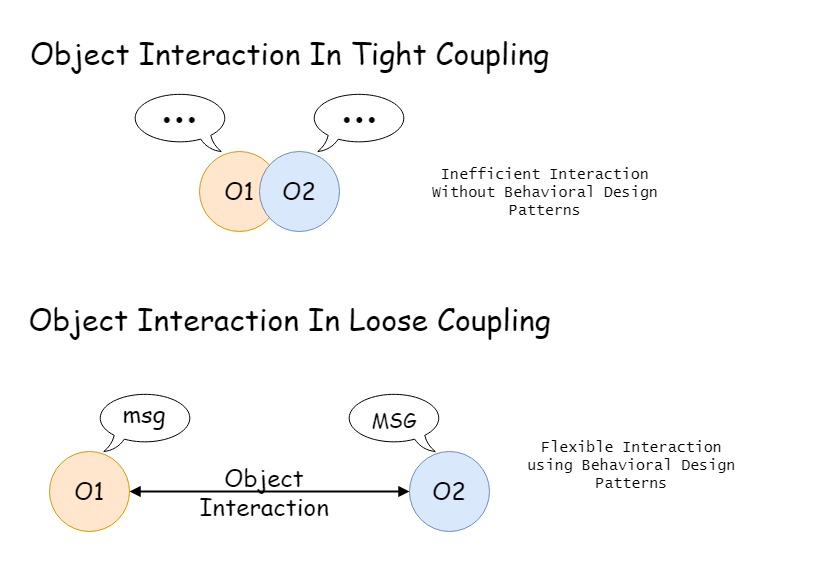 Object Interaction In Tight Coupling
...
...
O1
O2
Inefficient Interaction
Without Behavioral Design
Patterns
Object Interaction In Loose Coupling
msg
MSG
O1
Object
Interaction
O2
Flexible Interaction
using Behavioral Design
Patterns